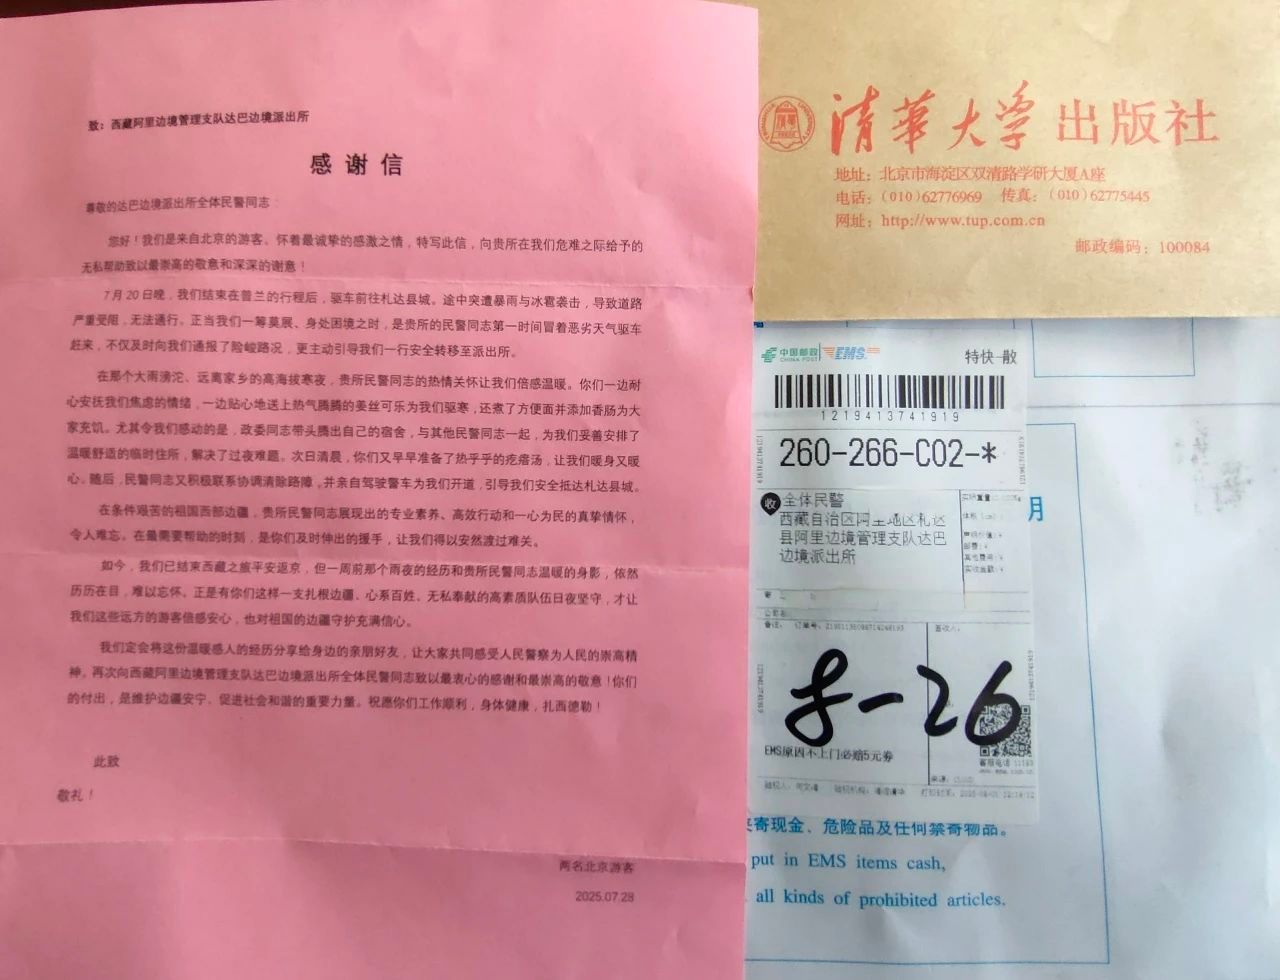 致：西藏阿里边境管理支队达巴边境派出所
感谢信
尊敬的达巴边境派出所全体民警同志：
您好！我们是来自北京的游客、怀着最诚挚的感激之情，特写此信，向贵所在我们危难之际给予的
无私帮助致以最崇高的敬意和深深的谢意！
7月20日晚，我们结束在普兰的行程后，驱车前往札达县城。途中突遭暴雨与冰雹袭击，导致道路
严重受阻，无法通行。正当我们一筹莫展、身处困境之时，是贵所的民警同志第一时间冒着恶劣天气驱车
赶来，不仅及时向我们通报了险峻路况，更主动引导我们一行安全转移至派出所。
在那个大雨滂沱、远离家乡的高海拔寒夜，贵所民警同志的热情关怀让我们倍感温暖。你们一边耐
心安抚我们焦虑的情绪，一边贴心地送上热气腾腾的姜丝可乐为我们驱寒，还煮了方便面并添加香肠为大
家充饥。尤其令我们感动的是，政委同志带头腾出自己的宿舍，与其他民警同志一起，为我们妥善安排了
温暖舒适的临时住所，解决了过夜难题。次日清晨，你们又早早准备了热乎乎的疙瘩汤，让我们暖身又暖
心。随后，民警同志又积极联系协调清除路障，并亲自驾驶警车为我们开道，引导我们安全抵达札达县城。
在条件艰苦的祖国西部边疆，贵所民警同志展现出的专业素养、高效行动和一心为民的真挚情怀，
令人难忘。在最需要帮助的时刻，是你们及时伸出的援手，让我们得以安然渡过难关。
如今，我们已结束西藏之旅平安返京，但一周前那个雨夜的经历和贵所民警同志温暖的身影，依然
历历在目，难以忘怀。正是有你们这样一支扎根边疆、心系百姓、无私奉献的高素质队伍日夜坚守，才让
我们这些远方的游客倍感安心，也对祖国的边疆守护充满信心。
我们定会将这份温暖感人的经历分享给身边的亲朋好友，让大家共同感受人民警察为人民的崇高精
神。再次向西藏阿里边境管理支队达巴边境派出所全体民警同志致以最衷心的感谢和最崇高的敬意！你们
的付出，是维护边疆安宁、促进社会和谐的重要力量。祝愿你们工作顺利，身体健康，扎西德勒！
此致
敬礼！
两名北京游客
2025.07.28
清華大学出版社
地址：北京市海淀区双清路学研大厦A座
电话：(010)62776969 传真：(010)62775445
网址：http://www.tup.com.cn
邮政编码：100084
中国邮政 CHINA POST EMS
特快-散
1219413741919
260-266-C02-*
收 全体民警
西藏自治区阿里地区札达
县阿里边境管理支队达巴
边境派出所
月
8-26
EMS原因不上门必赔5元券
寄现金、危险品及任何禁寄物品。
put in EMS items cash,
all kinds of prohibited articles.